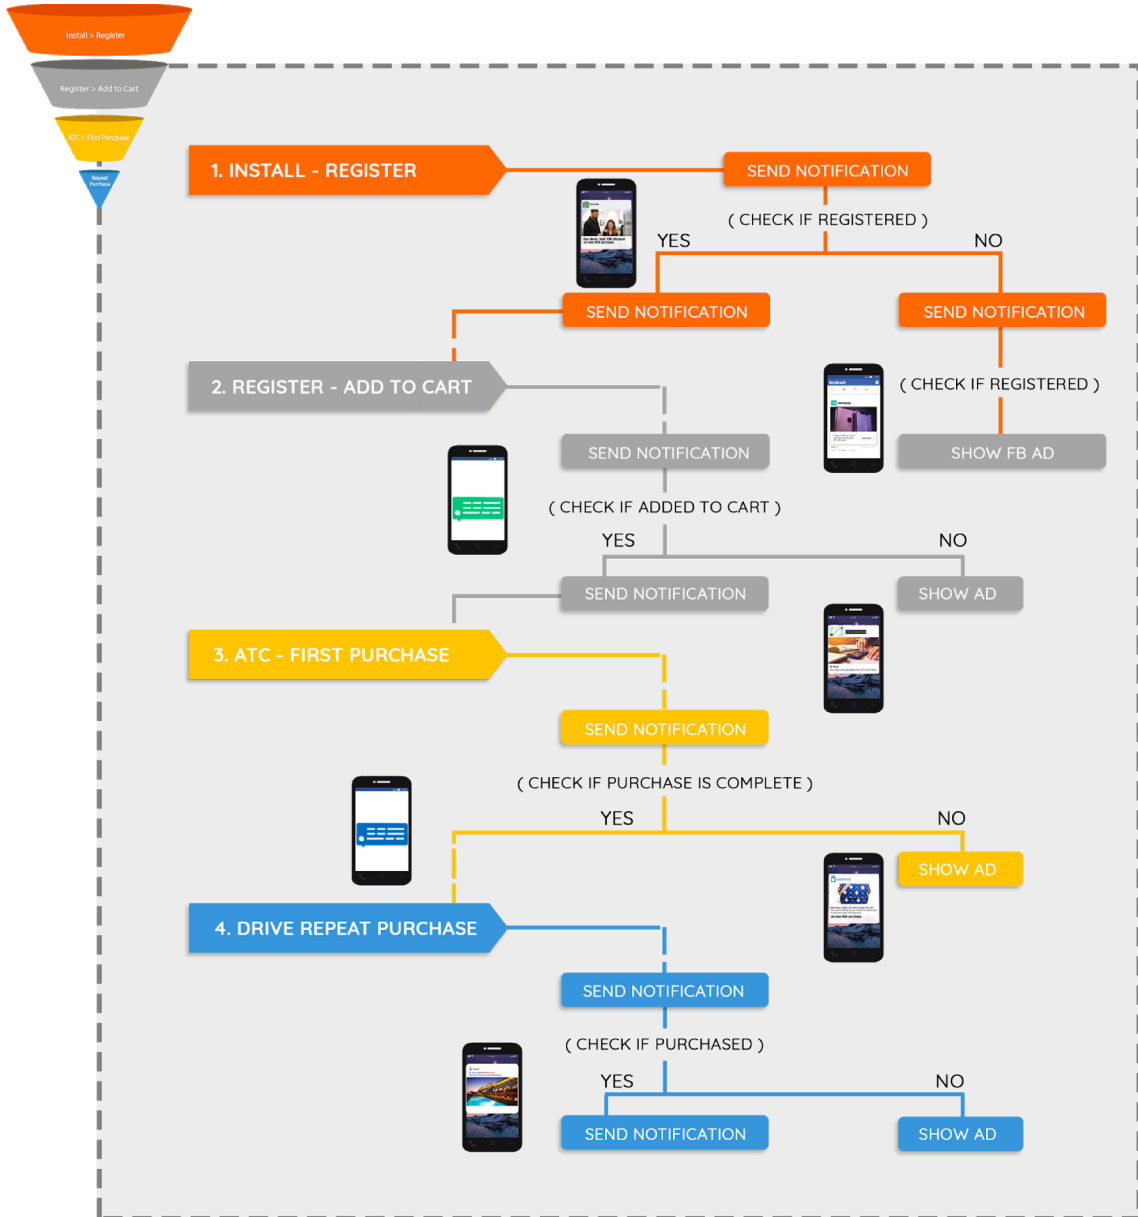 Install > Register
Register > Add to Cart
ATC > First Purchase
Repeat
Purchase
1. INSTALL - REGISTER
SEND NOTIFICATION
( CHECK IF REGISTERED )
YES
NO
SEND NOTIFICATION
SEND NOTIFICATION
2. REGISTER - ADD TO CART
( CHECK IF REGISTERED )
SEND NOTIFICATION
SHOW FB AD
( CHECK IF ADDED TO CART )
YES
NO
SEND NOTIFICATION
SHOW AD
3. ATC - FIRST PURCHASE
SEND NOTIFICATION
( CHECK IF PURCHASE IS COMPLETE )
YES
NO
SHOW AD
4. DRIVE REPEAT PURCHASE
SEND NOTIFICATION
( CHECK IF PURCHASED )
YES
NO
SEND NOTIFICATION
SHOW AD